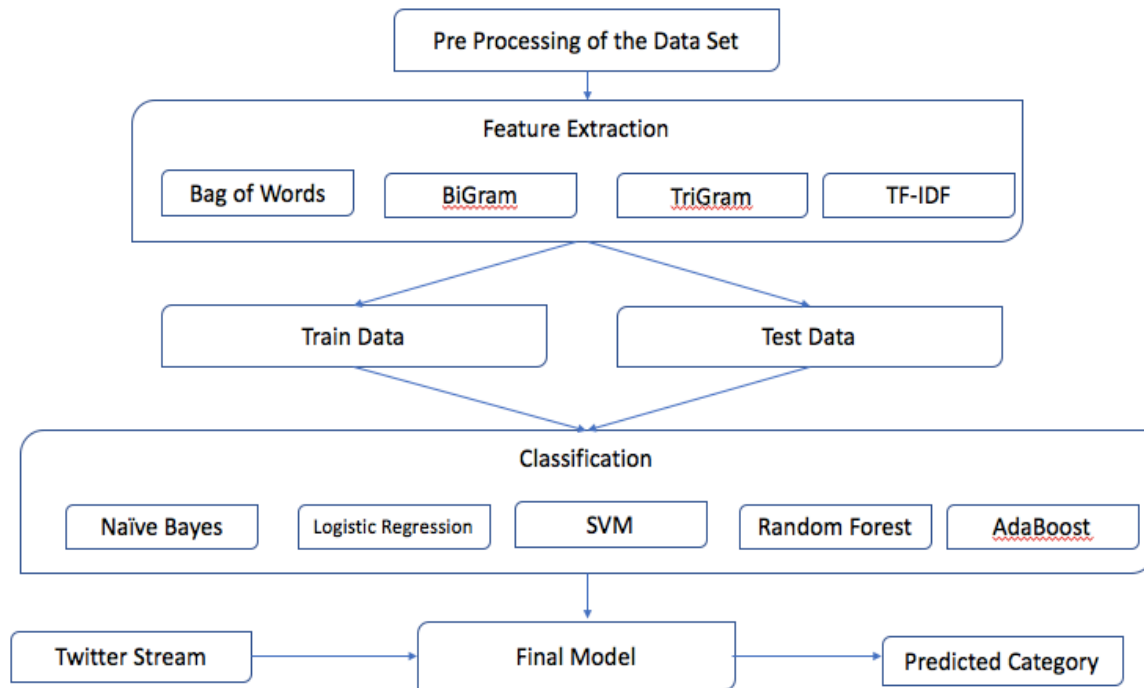 Pre Processing of the Data Set
Feature Extraction
Bag of Words
BiGram
TriGram
TF-IDF
Train Data
Test Data
Classification
Naïve Bayes
Logistic Regression
SVM
Random Forest
AdaBoost
Twitter Stream
Final Model
Predicted Category